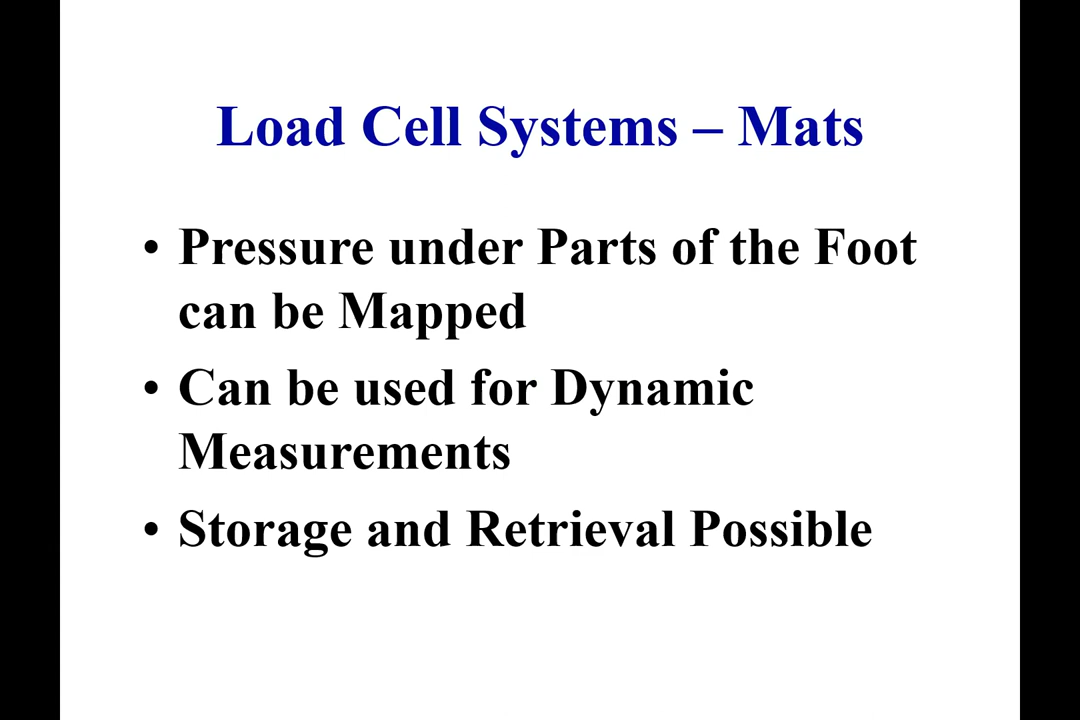 Load Cell Systems – Mats
• Pressure under Parts of the Foot
can be Mapped
• Can be used for Dynamic
Measurements
• Storage and Retrieval Possible